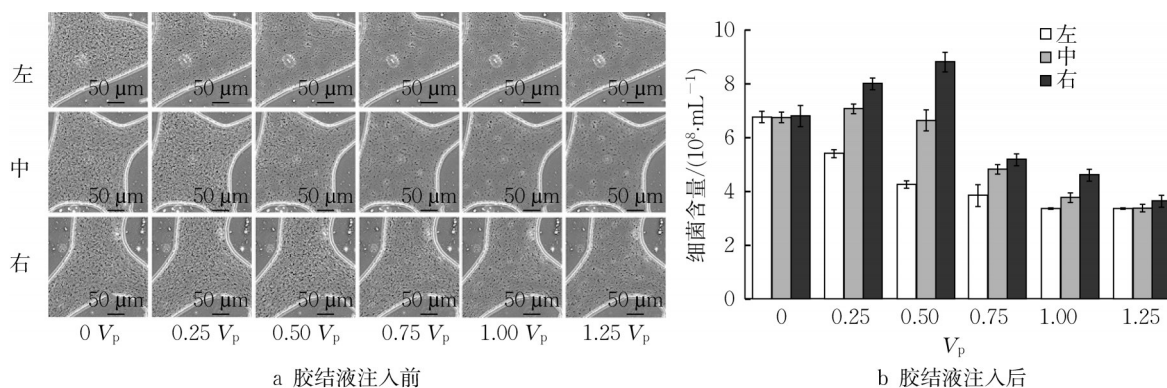 左
50 μm 50 μm 50 μm 50 μm 50 μm 50 μm
中
50 μm 50 μm 50 μm 50 μm 50 μm 50 μm
右
50 μm 50 μm 50 μm 50 μm 50 μm 50 μm
0 Vp 0.25 Vp 0.50 Vp 0.75 Vp 1.00 Vp 1.25 Vp
a 胶结液注入前
细菌含量/(10⁸·mL⁻¹)
10
8
6
4
2
0
左
中
右
0 0.25 0.50 0.75 1.00 1.25
Vp
b 胶结液注入后